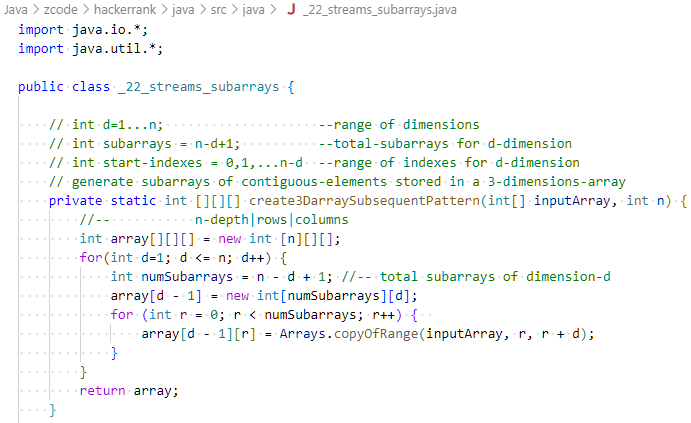 Java > zcode > hackerrank > java > src > java > J _22_streams_subarrays.java
import java.io.*;
import java.util.*;
public class _22_streams_subarrays {
// int d=1...n; --range of dimensions
// int subarrays = n-d+1; --total-subarrays for d-dimension
// int start-indexes = 0,1,...n-d --range of indexes for d-dimension
// generate subarrays of contiguous-elements stored in a 3-dimensions-array
private static int [][][] create3DarraySubsequentPattern(int[] inputArray, int n) {
//-- n-depth|rows|columns
int array[][][] = new int [n][][];
for(int d=1; d <= n; d++) {
int numSubarrays = n - d + 1; //-- total subarrays of dimension-d
array[d - 1] = new int[numSubarrays][d];
for (int r = 0; r < numSubarrays; r++) {
array[d - 1][r] = Arrays.copyOfRange(inputArray, r, r + d);
}
}
return array;
}